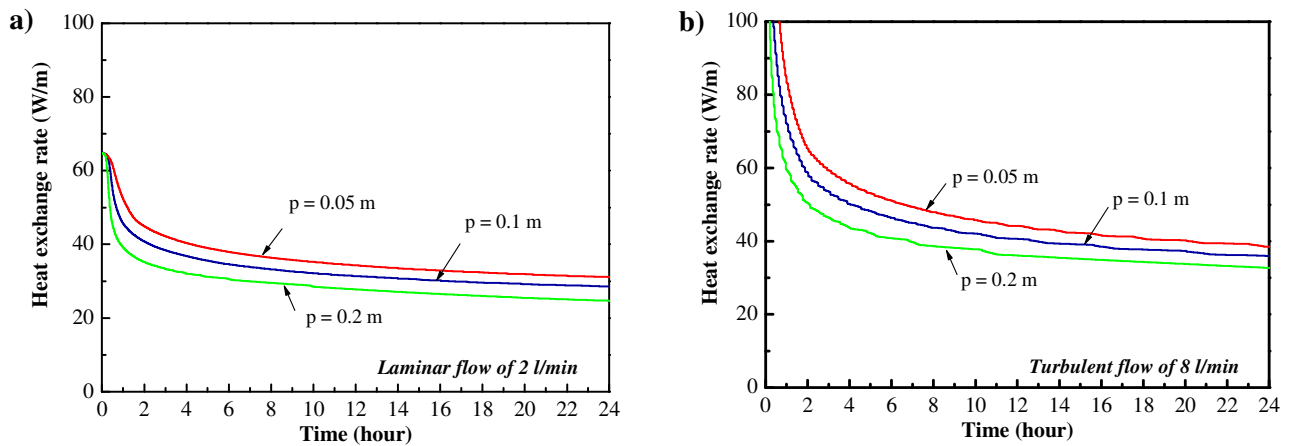 a)
Heat exchange rate (W/m)
100
80
60
40
20
0
p = 0.05 m
p = 0.1 m
p = 0.2 m
Laminar flow of 2 l/min
0 2 4 6 8 10 12 14 16 18 20 22 24
Time (hour)
b)
Heat exchange rate (W/m)
100
80
60
40
20
0
p = 0.05 m
p = 0.1 m
p = 0.2 m
Turbulent flow of 8 l/min
0 2 4 6 8 10 12 14 16 18 20 22 24
Time (hour)